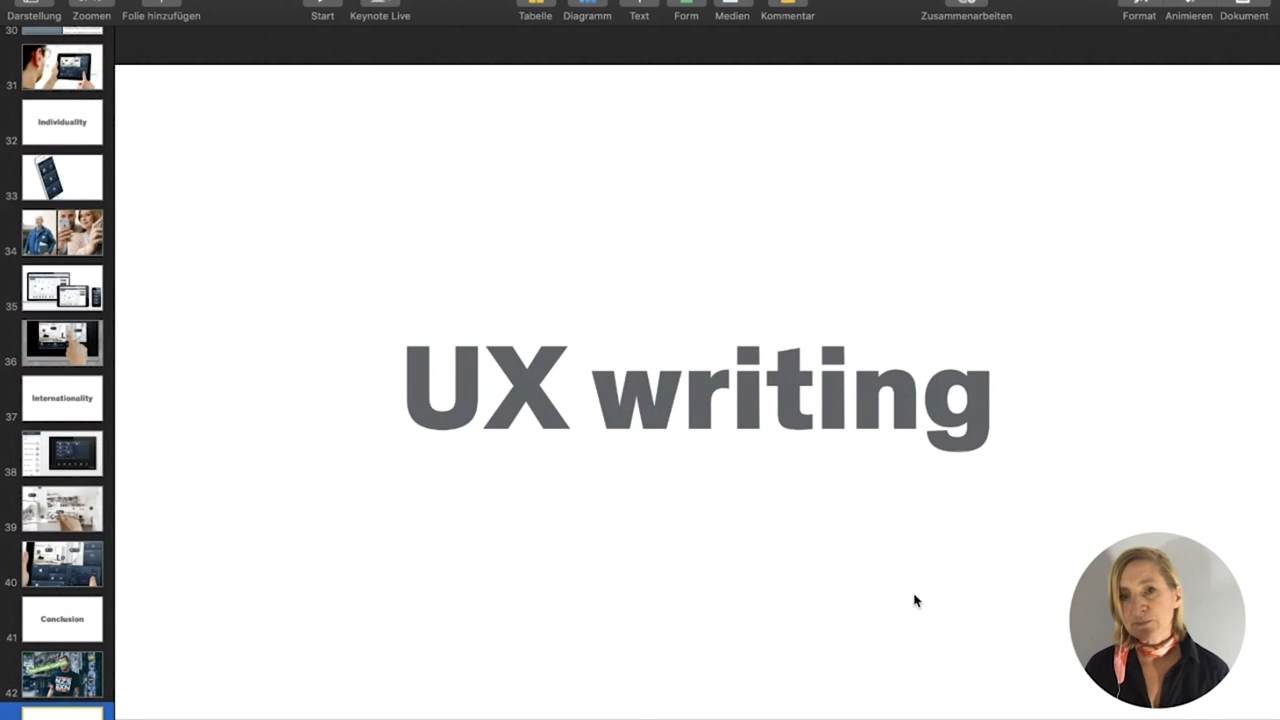 Darstellung Zoomen Folie hinzufügen Start Keynote Live Tabelle Diagramm Text Form Medien Kommentar Zusammenarbeiten Format Animieren Dokument
30
31
Individuality
32
33
34
35
36
Internationality
37
38
39
40
Conclusion
41
42
UX writing